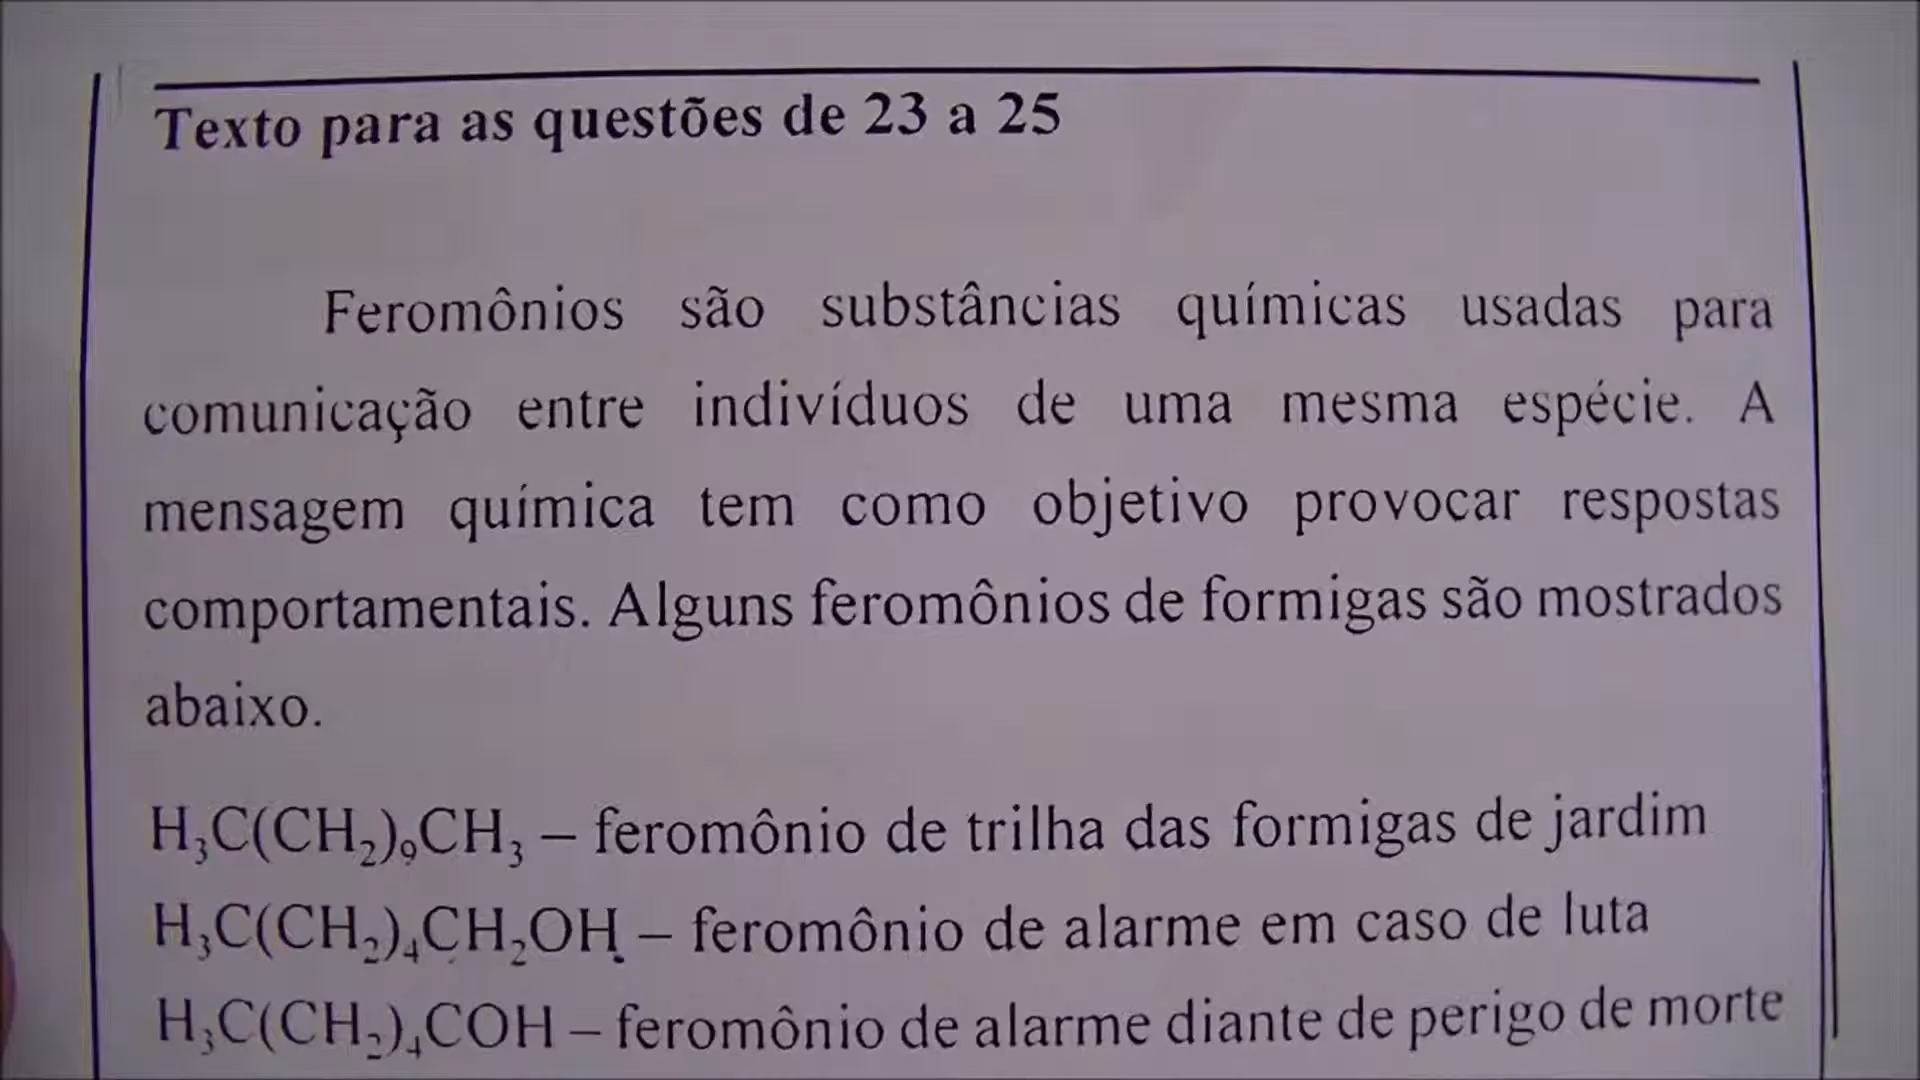 Texto para as questões de 23 a 25
Feromônios são substâncias químicas usadas para
comunicação entre indivíduos de uma mesma espécie. A
mensagem química tem como objetivo provocar respostas
comportamentais. Alguns feromônios de formigas são mostrados
abaixo.
H₃C(CH₂)₉CH₃ – feromônio de trilha das formigas de jardim
H₃C(CH₂)₄CH₂OH – feromônio de alarme em caso de luta
H₃C(CH₂)₄COH – feromônio de alarme diante de perigo de morte